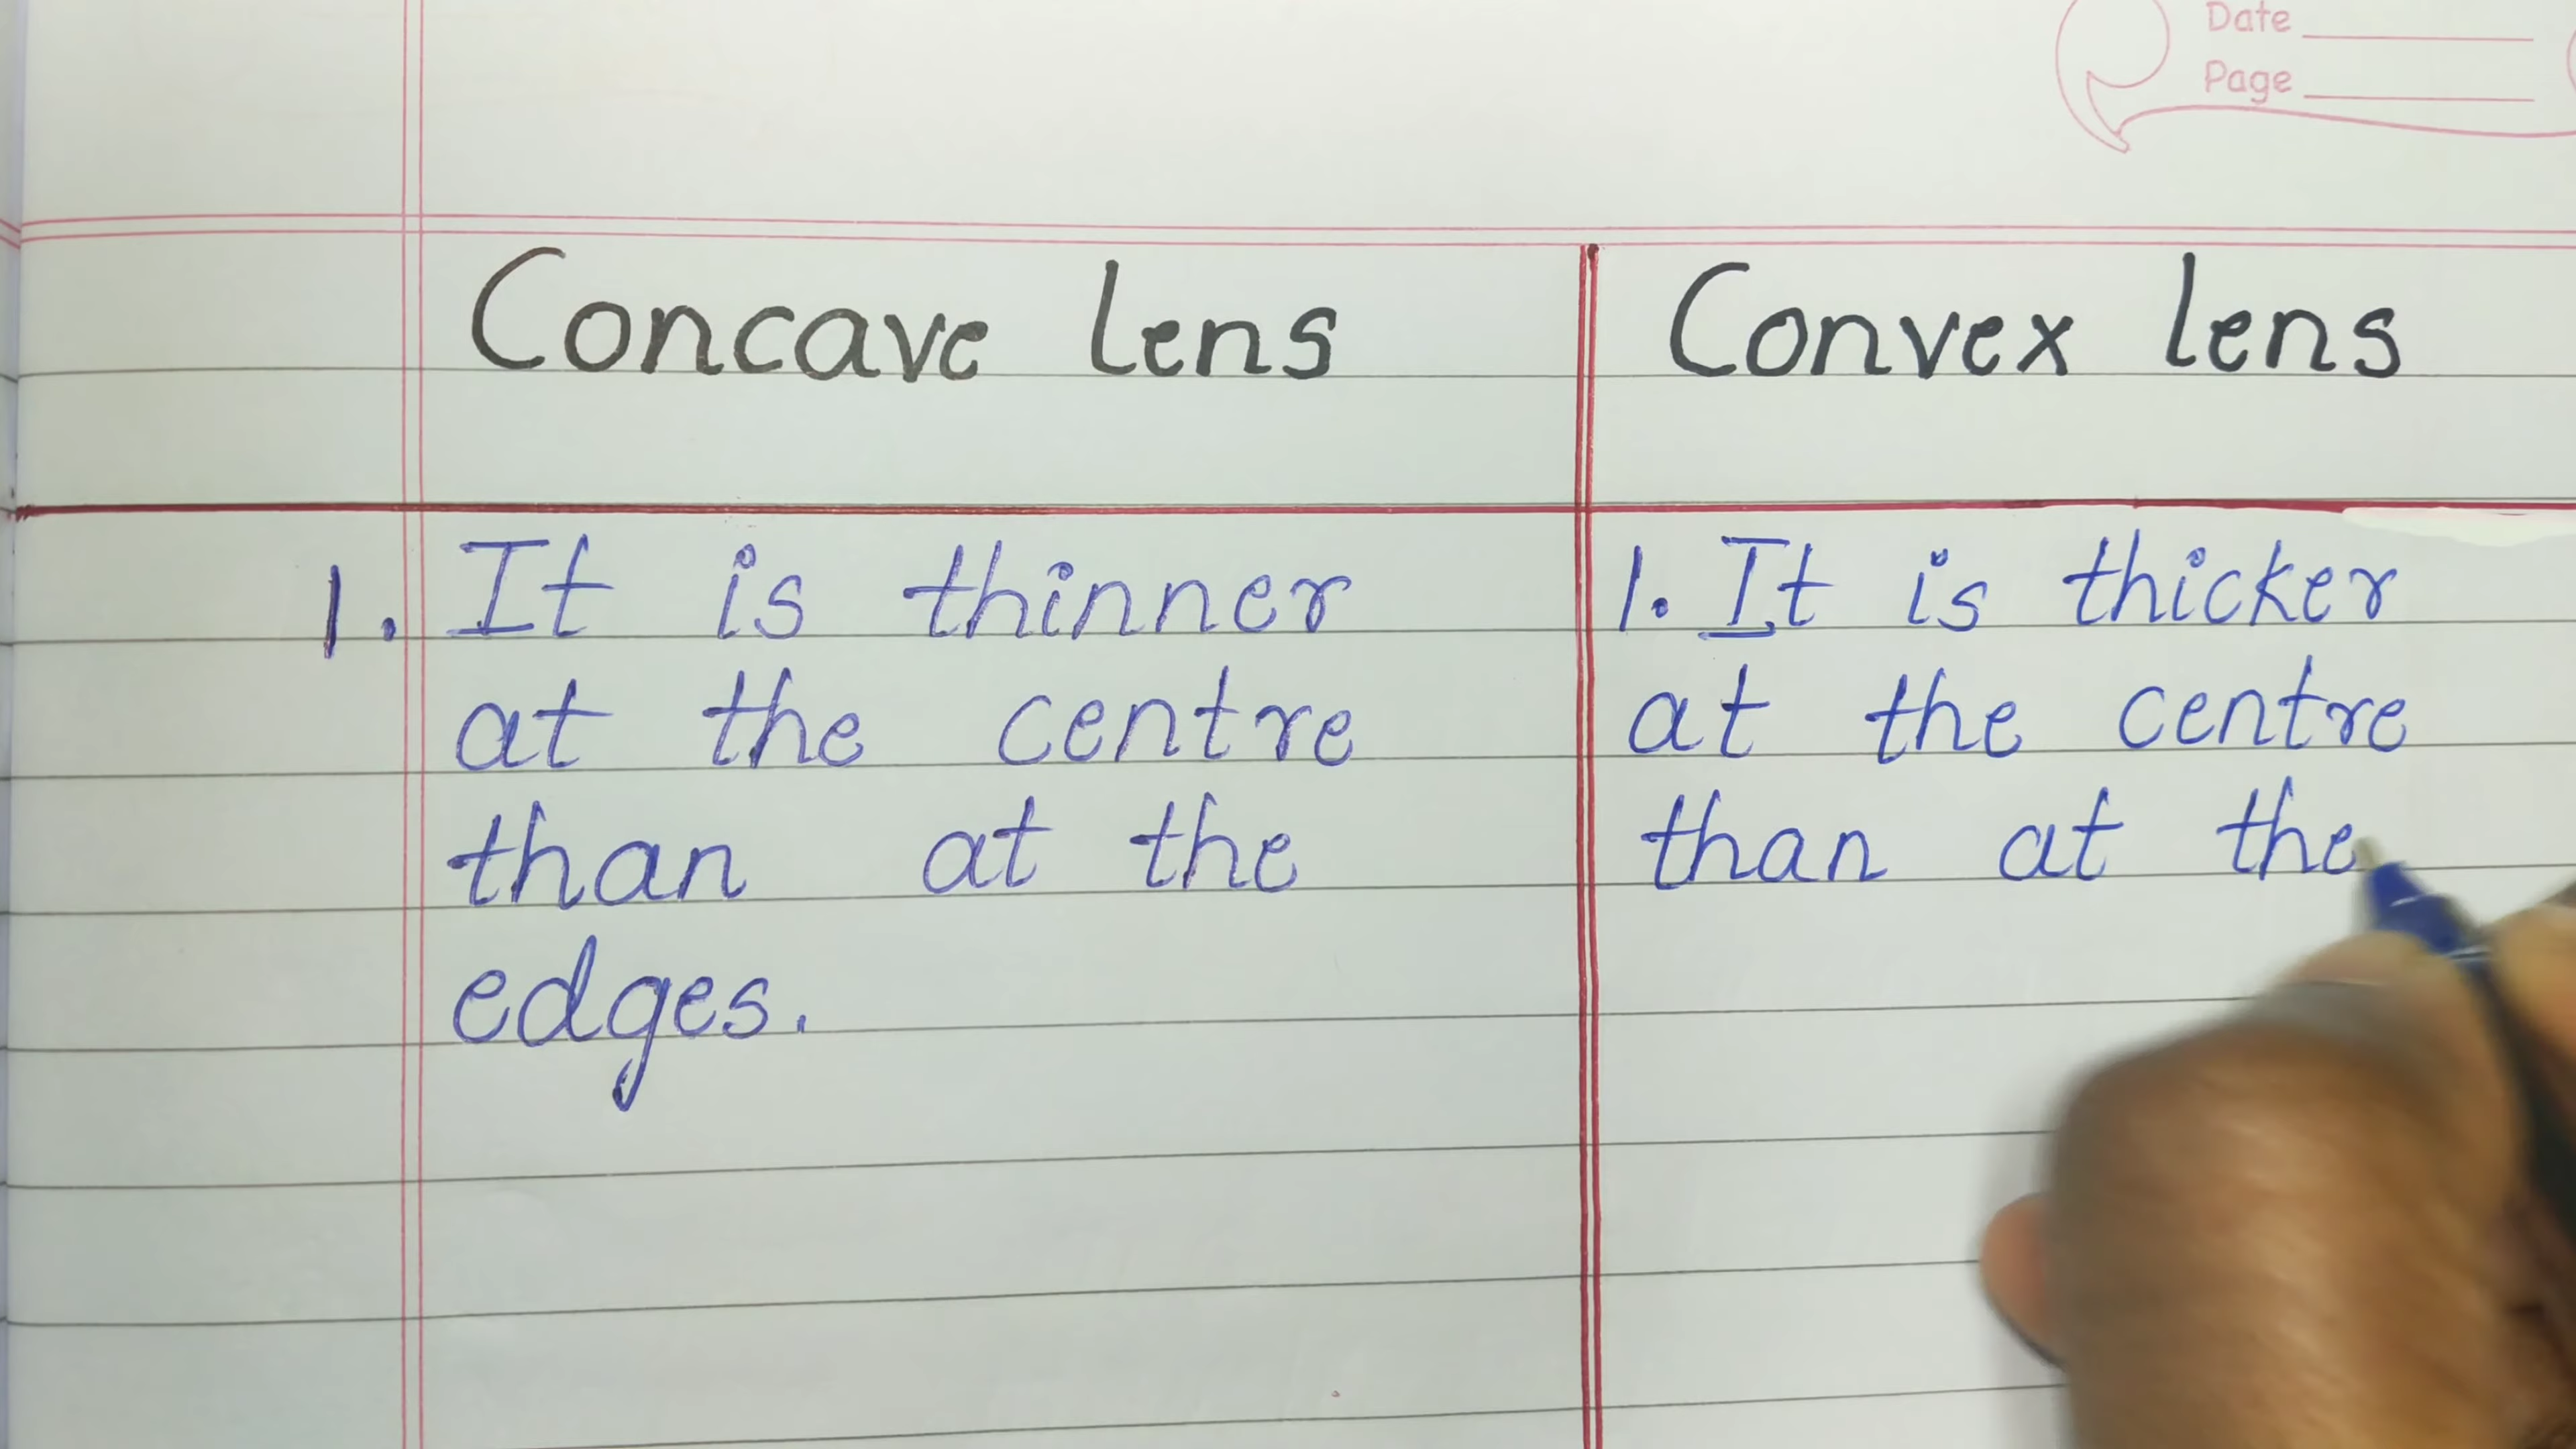 Date
Page
Concave lens
Convex lens
1. It is thinner
at the centre
than at the
edges.
1. It is thicker
at the centre
than at the